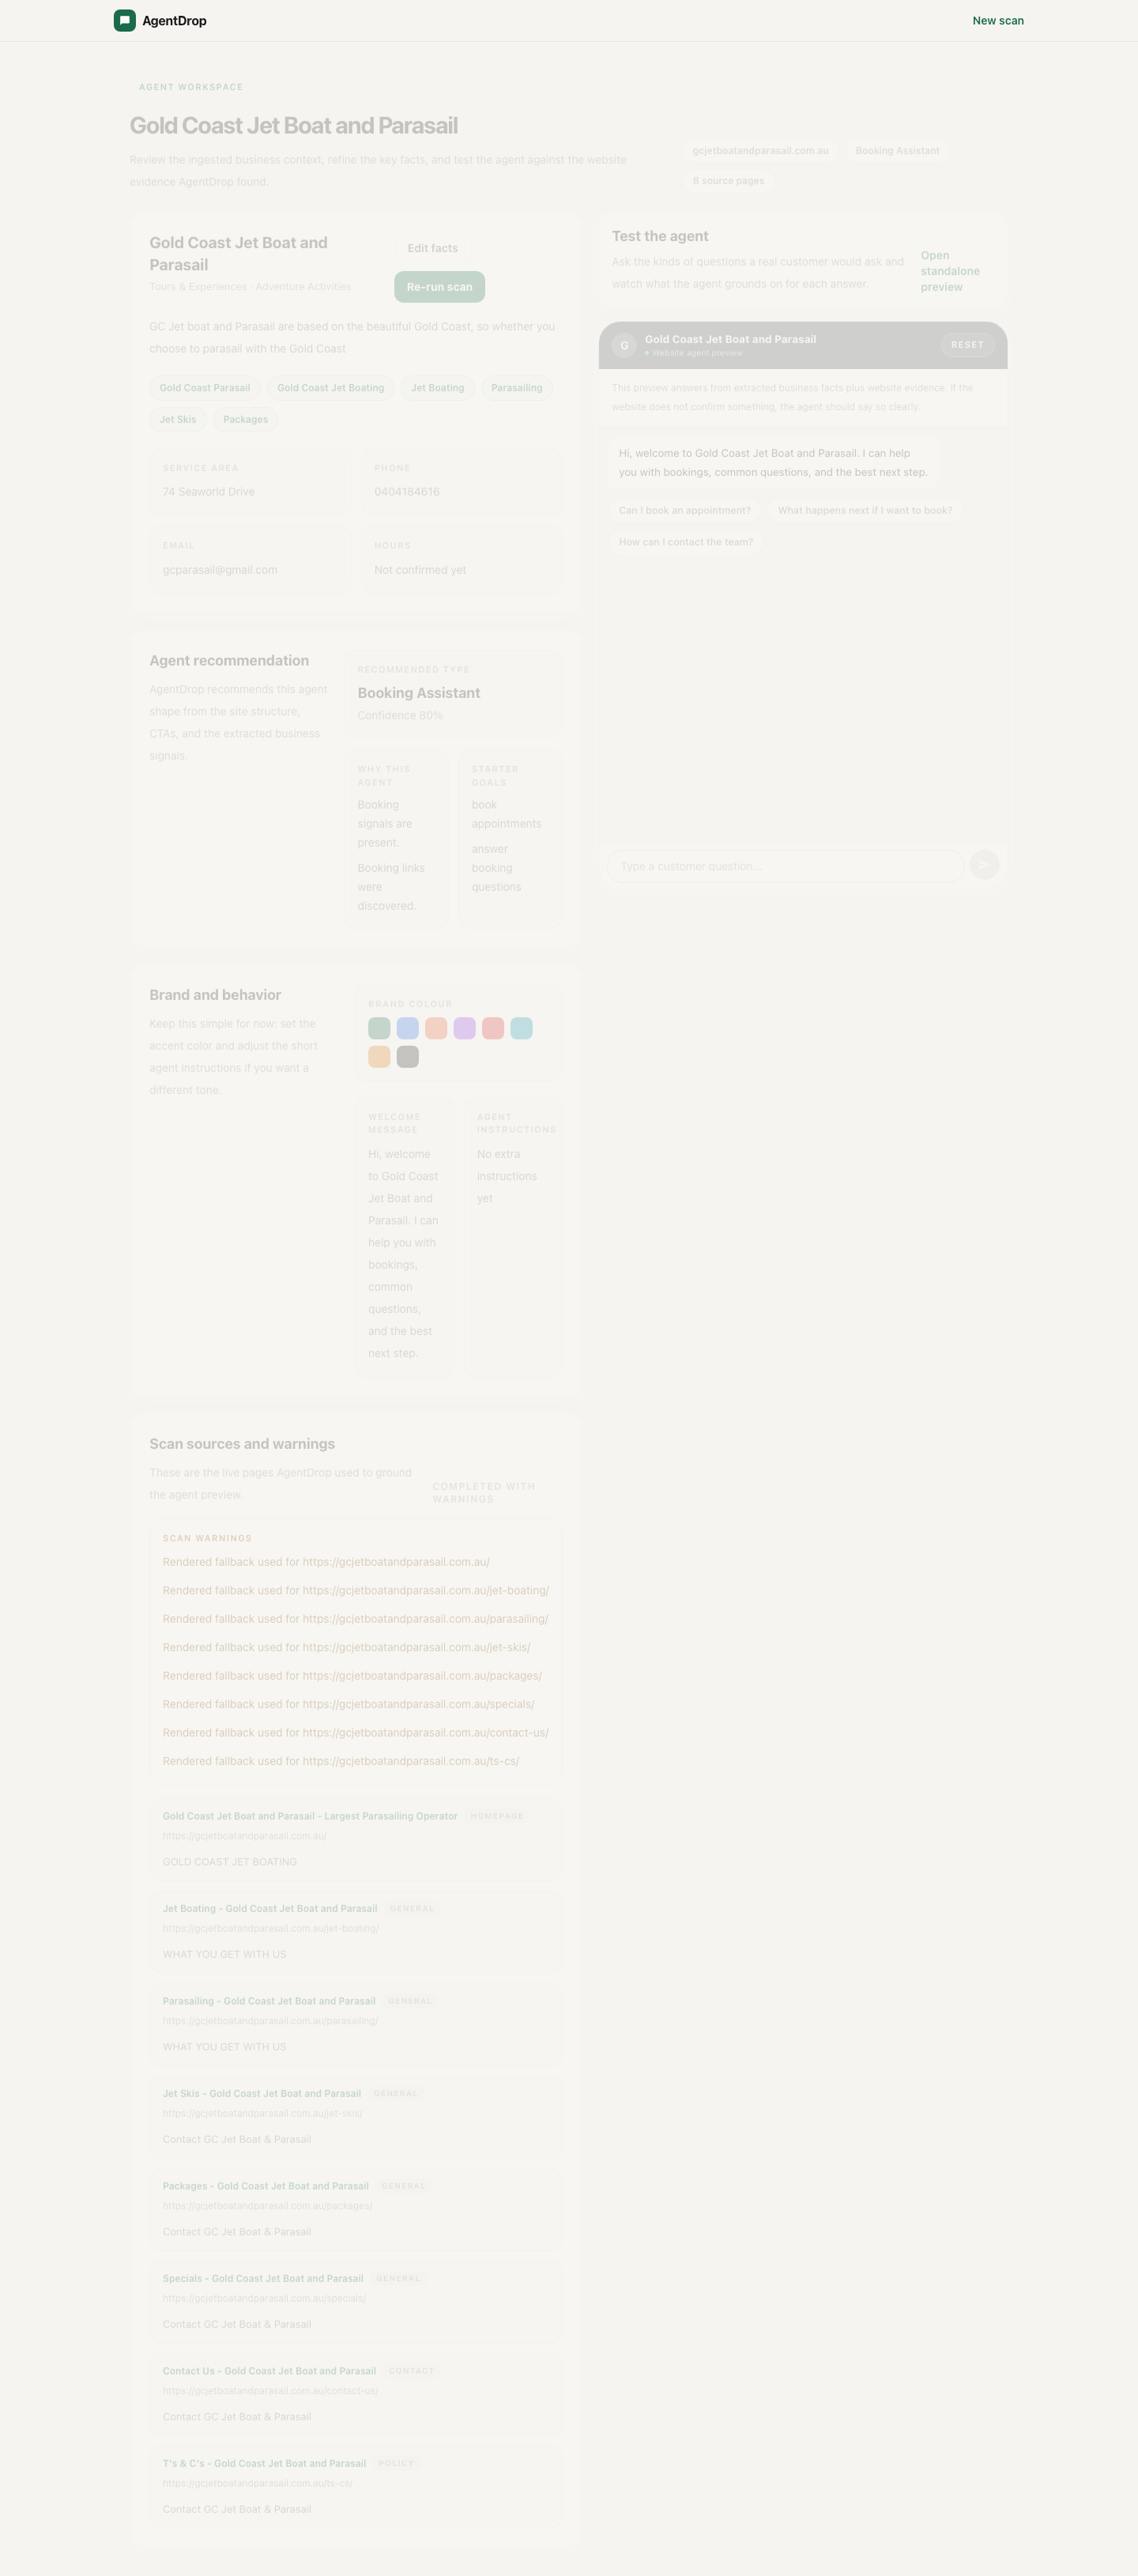 AgentDrop
New scan
AGENT WORKSPACE
Gold Coast Jet Boat and Parasail
Review the ingested business context, refine the key facts, and test the agent against the website
evidence AgentDrop found.
gcjetboatandparasail.com.au
Booking Assistant
8 source pages
Gold Coast Jet Boat and
Parasail
Tours & Experiences · Adventure Activities
Edit facts
Re-run scan
GC Jet boat and Parasail are based on the beautiful Gold Coast, so whether you
choose to parasail with the Gold Coast
Gold Coast Parasail
Gold Coast Jet Boating
Jet Boating
Parasailing
Jet Skis
Packages
SERVICE AREA
74 Seaworld Drive
PHONE
0404184616
EMAIL
gcparasail@gmail.com
HOURS
Not confirmed yet
Agent recommendation
AgentDrop recommends this agent
shape from the site structure,
CTAs, and the extracted business
signals.
RECOMMENDED TYPE
Booking Assistant
Confidence 80%
WHY THIS
AGENT
Booking
signals are
present.
Booking links
were
discovered.
STARTER
GOALS
book
appointments
answer
booking
questions
Brand and behavior
Keep this simple for now: set the
accent color and adjust the short
agent instructions if you want a
different tone.
BRAND COLOUR
WELCOME
MESSAGE
Hi, welcome
to Gold Coast
Jet Boat and
Parasail. I can
help you with
bookings,
common
questions,
and the best
next step.
AGENT
INSTRUCTIONS
No extra
instructions
yet
Scan sources and warnings
These are the live pages AgentDrop used to ground
the agent preview.
COMPLETED WITH
WARNINGS
SCAN WARNINGS
Rendered fallback used for https://gcjetboatandparasail.com.au/
Rendered fallback used for https://gcjetboatandparasail.com.au/jet-boating/
Rendered fallback used for https://gcjetboatandparasail.com.au/parasailing/
Rendered fallback used for https://gcjetboatandparasail.com.au/jet-skis/
Rendered fallback used for https://gcjetboatandparasail.com.au/packages/
Rendered fallback used for https://gcjetboatandparasail.com.au/specials/
Rendered fallback used for https://gcjetboatandparasail.com.au/contact-us/
Rendered fallback used for https://gcjetboatandparasail.com.au/ts-cs/
Gold Coast Jet Boat and Parasail - Largest Parasailing Operator
HOMEPAGE
https://gcjetboatandparasail.com.au/
GOLD COAST JET BOATING
Jet Boating - Gold Coast Jet Boat and Parasail
GENERAL
https://gcjetboatandparasail.com.au/jet-boating/
WHAT YOU GET WITH US
Parasailing - Gold Coast Jet Boat and Parasail
GENERAL
https://gcjetboatandparasail.com.au/parasailing/
WHAT YOU GET WITH US
Jet Skis - Gold Coast Jet Boat and Parasail
GENERAL
https://gcjetboatandparasail.com.au/jet-skis/
Contact GC Jet Boat & Parasail
Packages - Gold Coast Jet Boat and Parasail
GENERAL
https://gcjetboatandparasail.com.au/packages/
Contact GC Jet Boat & Parasail
Specials - Gold Coast Jet Boat and Parasail
GENERAL
https://gcjetboatandparasail.com.au/specials/
Contact GC Jet Boat & Parasail
Contact Us - Gold Coast Jet Boat and Parasail
CONTACT
https://gcjetboatandparasail.com.au/contact-us/
Contact GC Jet Boat & Parasail
T's & C's - Gold Coast Jet Boat and Parasail
POLICY
https://gcjetboatandparasail.com.au/ts-cs/
Contact GC Jet Boat & Parasail
Test the agent
Ask the kinds of questions a real customer would ask and
watch what the agent grounds on for each answer.
Open
standalone
preview
G
Gold Coast Jet Boat and Parasail
Website agent preview
RESET
This preview answers from extracted business facts plus website evidence. If the
website does not confirm something, the agent should say so clearly.
Hi, welcome to Gold Coast Jet Boat and Parasail. I can help
you with bookings, common questions, and the best next step.
Can I book an appointment?
What happens next if I want to book?
How can I contact the team?
Type a customer question...